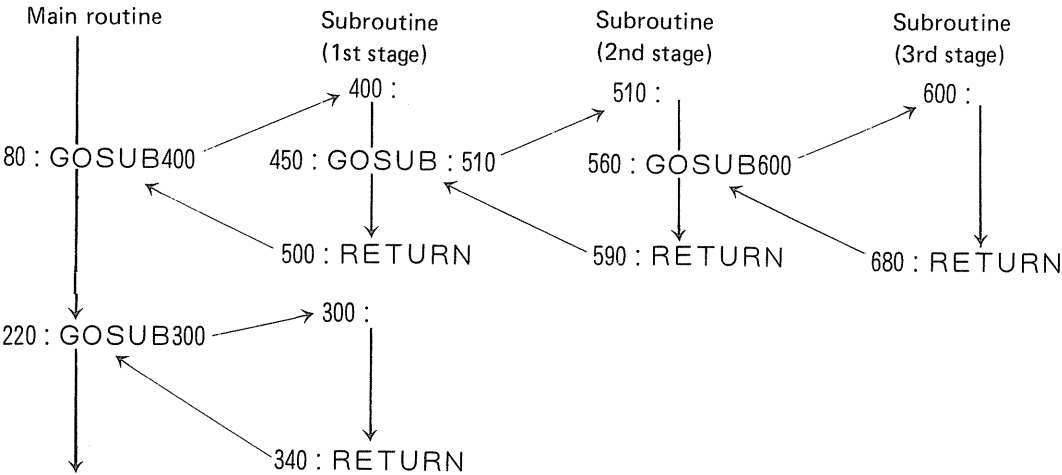 Main routine
Subroutine
(1st stage)
Subroutine
(2nd stage)
Subroutine
(3rd stage)
400 :
510 :
600 :
80 : GOSUB400
450 : GOSUB : 510
560 : GOSUB600
500 : RETURN
590 : RETURN
680 : RETURN
220 : GOSUB300
300 :
340 : RETURN